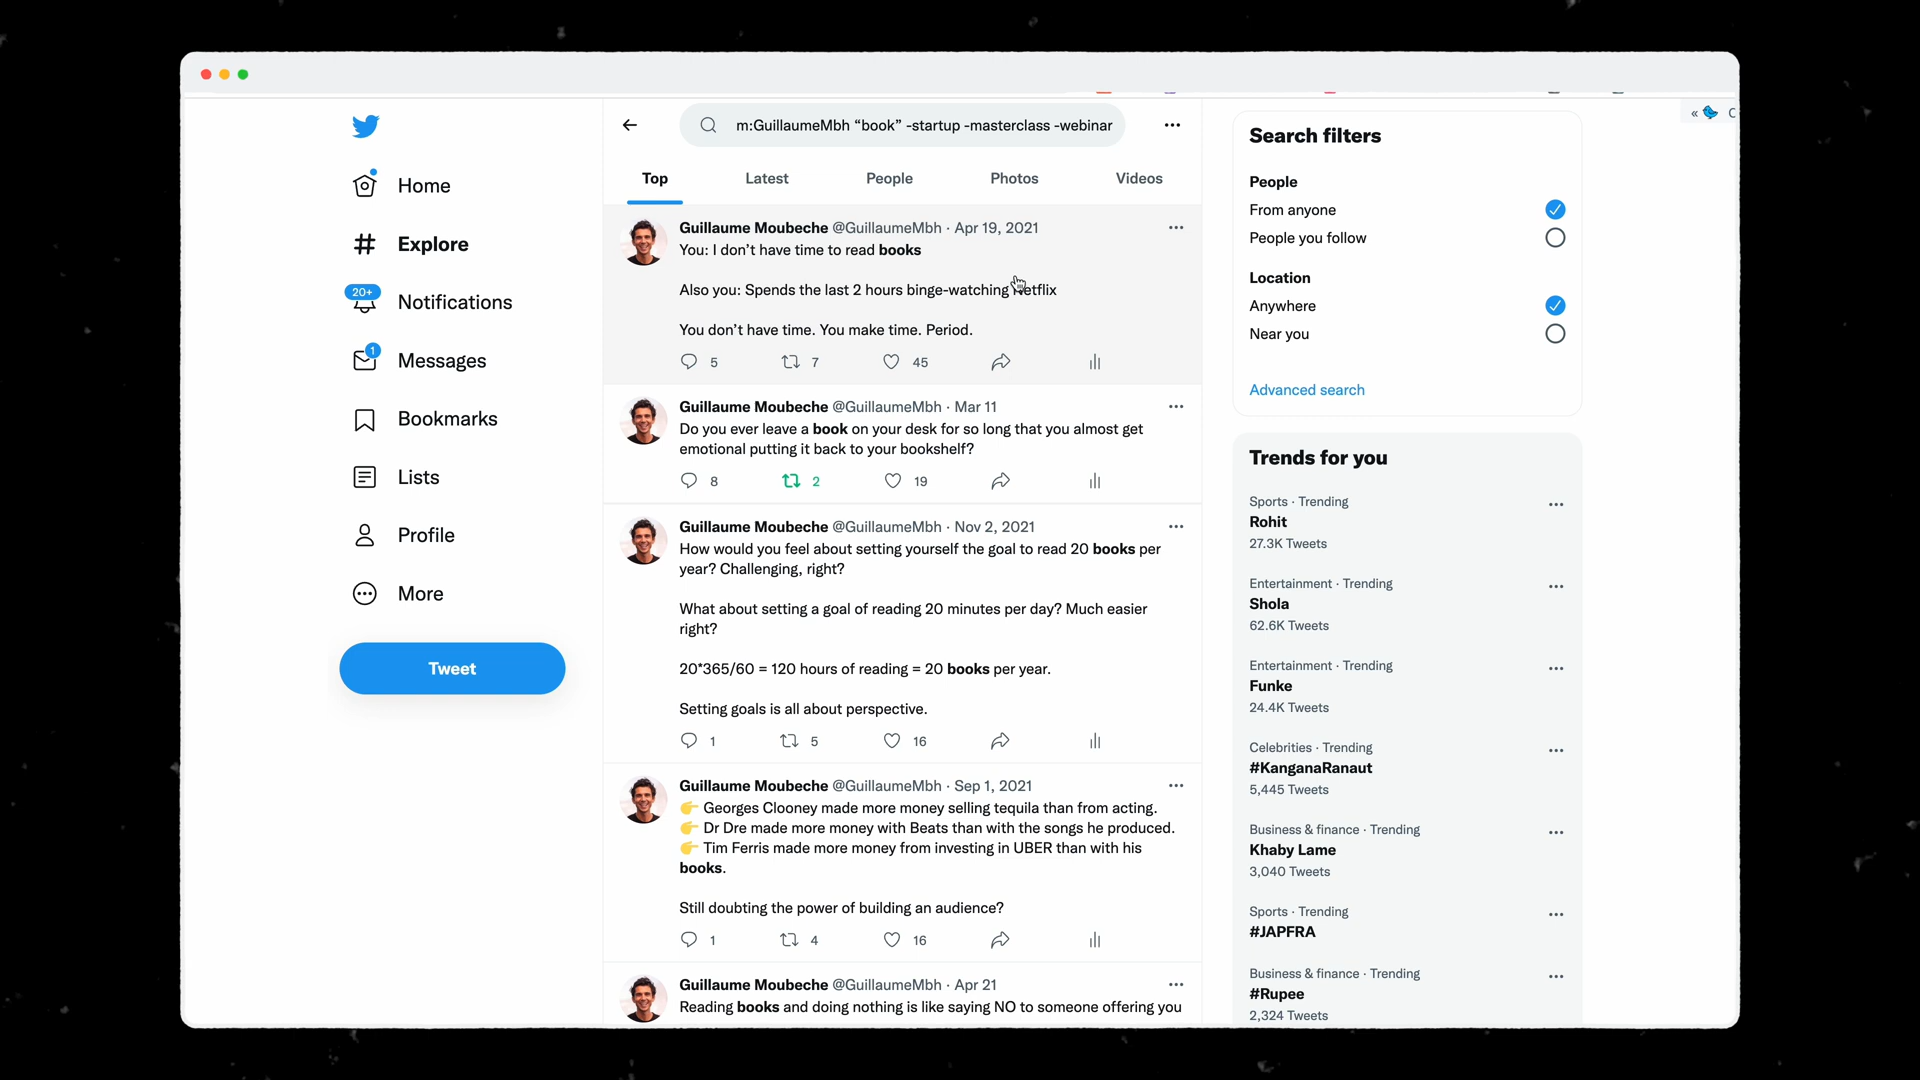 m:GuillaumeMbh “book” -startup -masterclass -webinar
Home
Explore
20+
Notifications
1
Messages
Bookmarks
Lists
Profile
More
Tweet
Top
Latest
People
Photos
Videos
Guillaume Moubeche @GuillaumeMbh · Apr 19, 2021
You: I don’t have time to read books
Also you: Spends the last 2 hours binge-watching Netflix
You don’t have time. You make time. Period.
5
7
45
Guillaume Moubeche @GuillaumeMbh · Mar 11
Do you ever leave a book on your desk for so long that you almost get
emotional putting it back to your bookshelf?
8
2
19
Guillaume Moubeche @GuillaumeMbh · Nov 2, 2021
How would you feel about setting yourself the goal to read 20 books per
year? Challenging, right?
What about setting a goal of reading 20 minutes per day? Much easier
right?
20*365/60 = 120 hours of reading = 20 books per year.
Setting goals is all about perspective.
1
5
16
Guillaume Moubeche @GuillaumeMbh · Sep 1, 2021
👉 Georges Clooney made more money selling tequila than from acting.
👉 Dr Dre made more money with Beats than with the songs he produced.
👉 Tim Ferris made more money from investing in UBER than with his
books.
Still doubting the power of building an audience?
1
4
16
Guillaume Moubeche @GuillaumeMbh · Apr 21
Reading books and doing nothing is like saying NO to someone offering you
Search filters
People
From anyone
People you follow
Location
Anywhere
Near you
Advanced search
Trends for you
Sports · Trending
Rohit
27.3K Tweets
Entertainment · Trending
Shola
62.6K Tweets
Entertainment · Trending
Funke
24.4K Tweets
Celebrities · Trending
#KanganaRanaut
5,445 Tweets
Business & finance · Trending
Khaby Lame
3,040 Tweets
Sports · Trending
#JAPFRA
Business & finance · Trending
#Rupee
2,324 Tweets
«